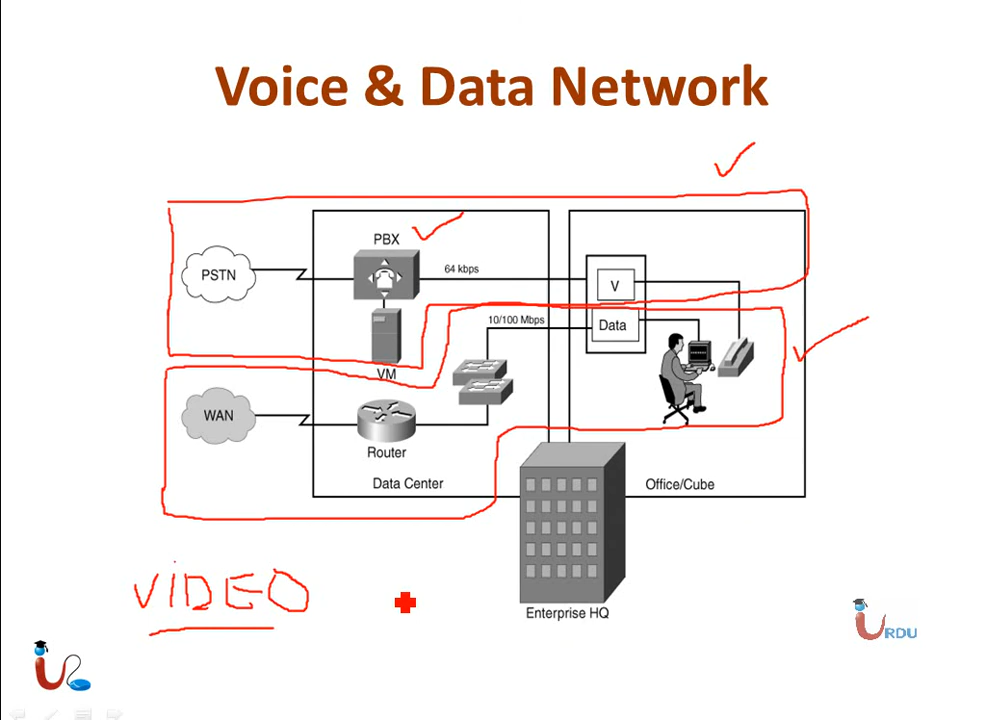 Voice & Data Network
PBX
PSTN
64 kbps
V
10/100 Mbps
Data
VM
WAN
Router
Data Center
Office/Cube
Enterprise HQ
VIDEO
URDU